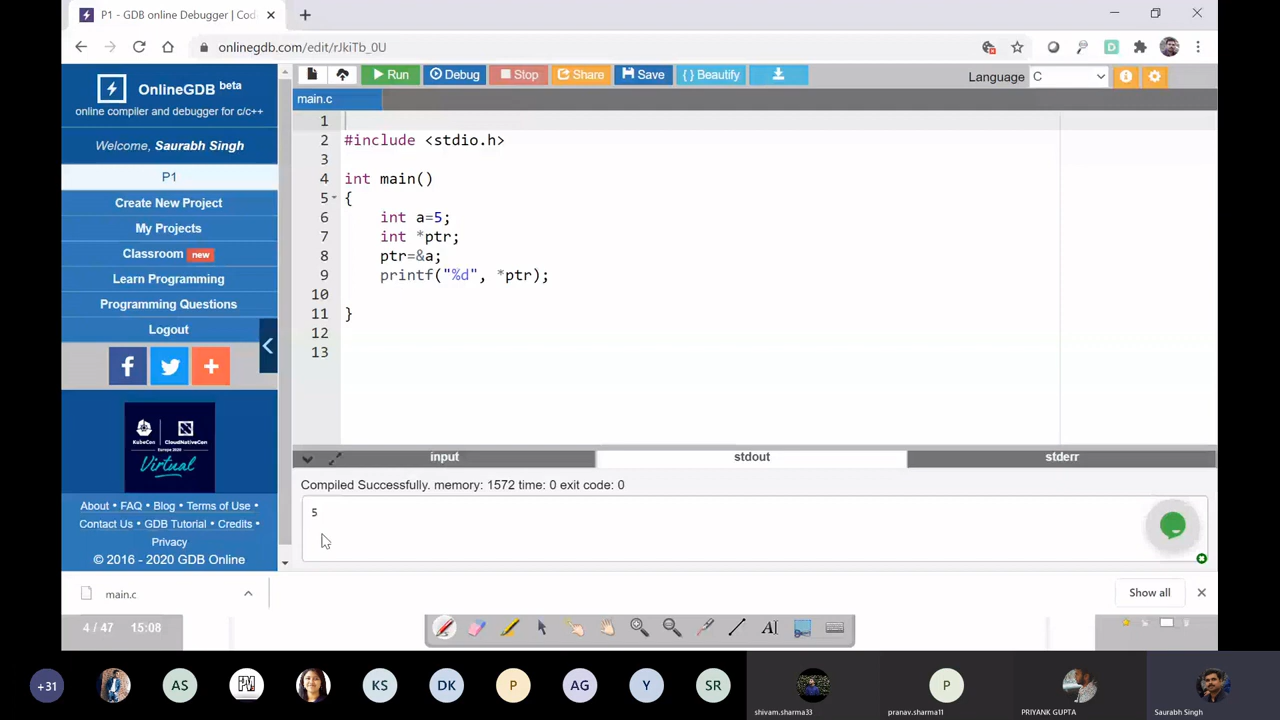 P1 - GDB online Debugger | Cod
onlinegdb.com/edit/rJkiTb_0U
OnlineGDB beta
online compiler and debugger for c/c++
Welcome, Saurabh Singh
P1
Create New Project
My Projects
Classroom new
Learn Programming
Programming Questions
Logout
KubeCon
CloudNativeCon
Europe 2020
Virtual
About • FAQ • Blog • Terms of Use •
Contact Us • GDB Tutorial • Credits •
Privacy
© 2016 - 2020 GDB Online
Run
Debug
Stop
Share
Save
{ } Beautify
Language C
main.c
1
2 #include <stdio.h>
3
4 int main()
5 {
6 int a=5;
7 int *ptr;
8 ptr=&a;
9 printf("%d", *ptr);
10
11 }
12
13
input
stdout
stderr
Compiled Successfully. memory: 1572 time: 0 exit code: 0
5
main.c
Show all
4 / 47 15:08
+31
AS
KS
DK
P
AG
Y
SR
P
shivam.sharma33
pranav.sharma11
PRIYANK GUPTA
Saurabh Singh